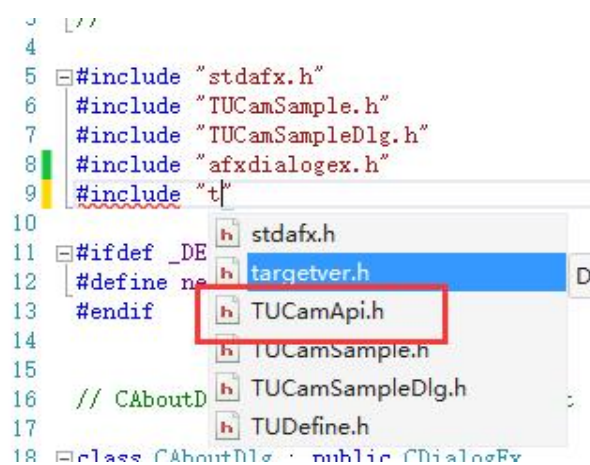 3 //
4
5 #include "stdafx.h"
6 #include "TUCamSample.h"
7 #include "TUCamSampleDlg.h"
8 #include "afxdialogex.h"
9 #include "t"
10
stdafx.h
11 #ifdef _DE
targetver.h
D
12 #define ne
13 #endif
TUCamApi.h
14
TUCamSample.h
15
16 // CAboutD
TUCamSampleDlg.h
17
TUDefine.h
18 class CAboutDlg : public CDialogEx